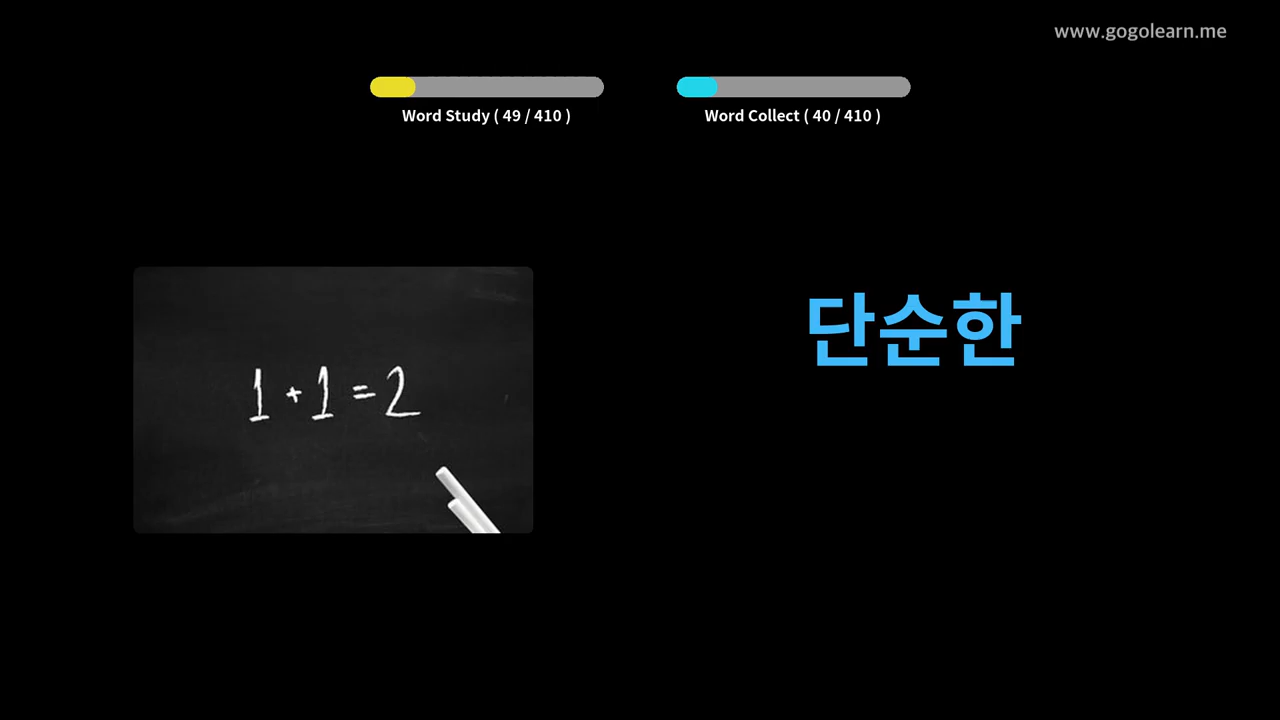 www.gogolearn.me
Word Study ( 49 / 410 )
Word Collect ( 40 / 410 )
1 + 1 = 2
단순한